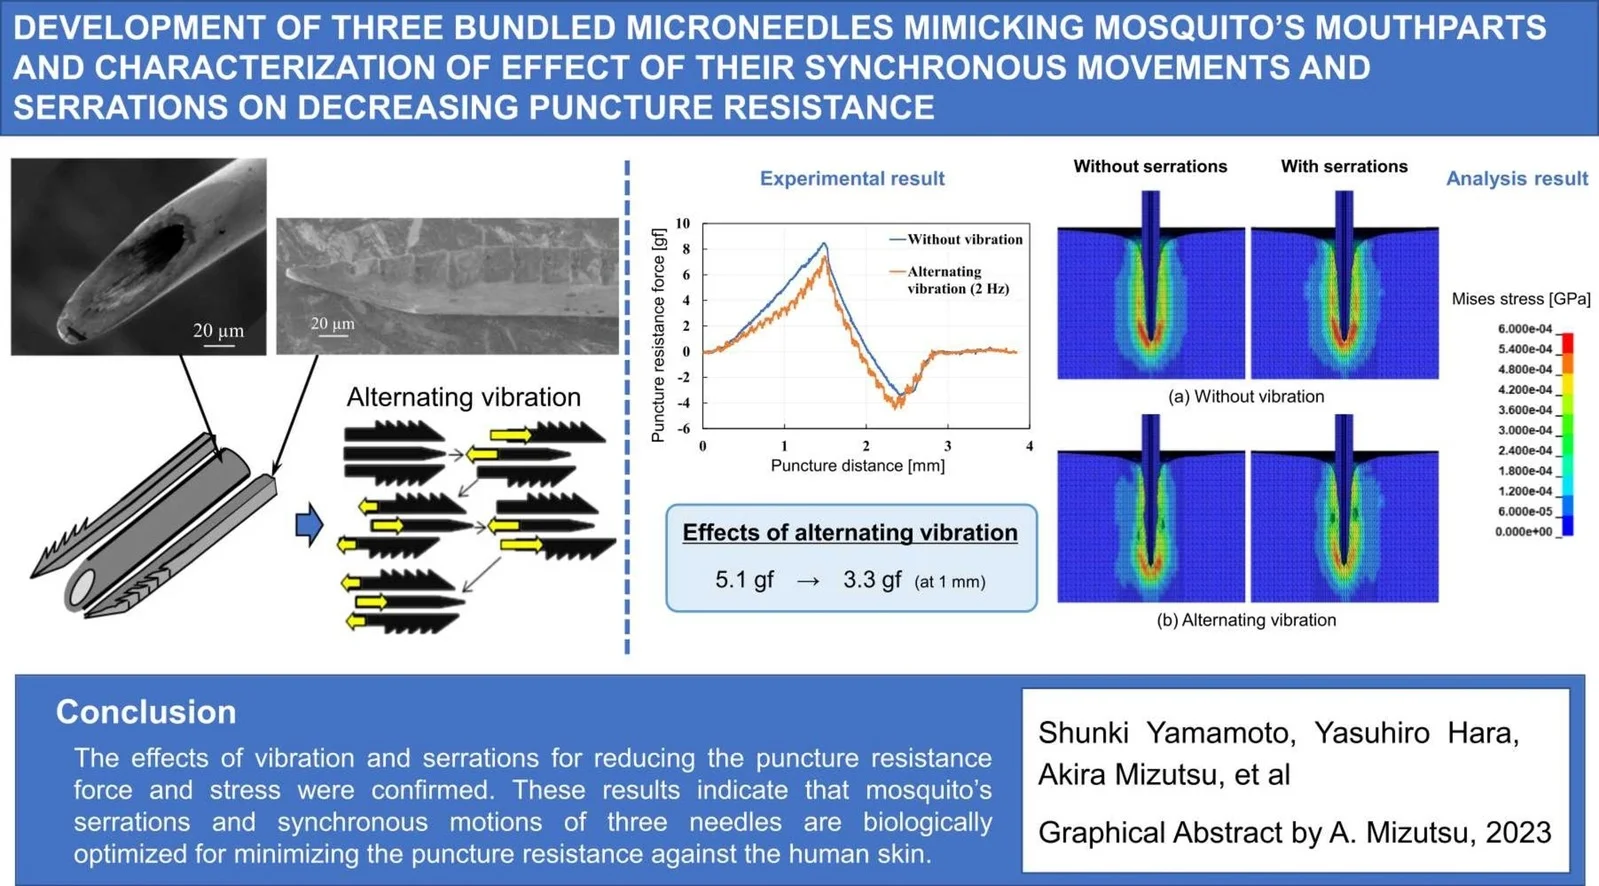 DEVELOPMENT OF THREE BUNDLED MICRONEEDLES MIMICKING MOSQUITO'S MOUTHPARTS
AND CHARACTERIZATION OF EFFECT OF THEIR SYNCHRONOUS MOVEMENTS AND
SERRATIONS ON DECREASING PUNCTURE RESISTANCE
20 µm
20 µm
Alternating vibration
Experimental result
Puncture resistance force [gf]
10
8
6
4
2
0
-2
-4
-6
Without vibration
Alternating
vibration (2 Hz)
0 1 2 3 4
Puncture distance [mm]
Effects of alternating vibration
5.1 gf → 3.3 gf (at 1 mm)
Without serrations
With serrations
Analysis result
(a) Without vibration
(b) Alternating vibration
Mises stress [GPa]
6.000e-04
5.400e-04
4.800e-04
4.200e-04
3.600e-04
3.000e-04
2.400e-04
1.800e-04
1.200e-04
6.000e-05
0.000e+00
Conclusion
The effects of vibration and serrations for reducing the puncture resistance
force and stress were confirmed. These results indicate that mosquito's
serrations and synchronous motions of three needles are biologically
optimized for minimizing the puncture resistance against the human skin.
Shunki Yamamoto, Yasuhiro Hara,
Akira Mizutsu, et al
Graphical Abstract by A. Mizutsu, 2023